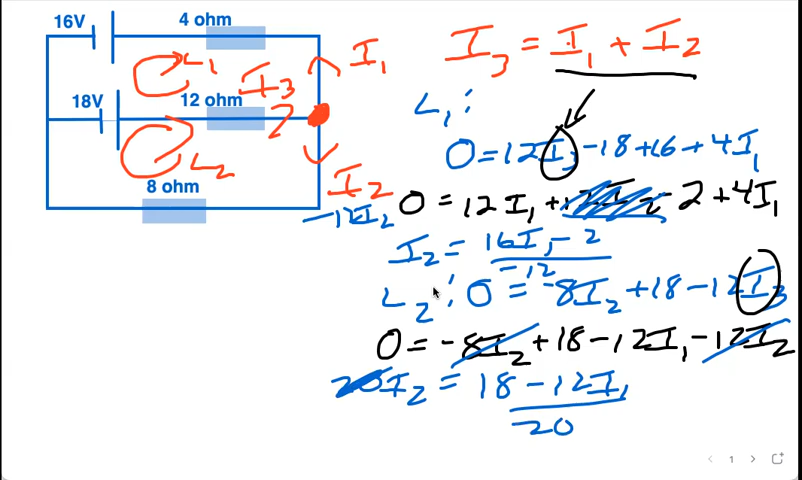 16V 4 ohm
I₁ I₃ = I₁ + I₂
L₁ I₃
18V 12 ohm L₁:
0 = 12I₃ - 18 + 16 + 4I₁
L₂
8 ohm I₂
-12I₂ 0 = 12I₁ + 12I₂ - 2 + 4I₁
I₂ = 16I₁ - 2
-12
L₂: 0 = -8I₂ + 18 - 12I₃
0 = -8I₂ + 18 - 12I₁ - 12I₂
20I₂ = 18 - 12I₁
20
1